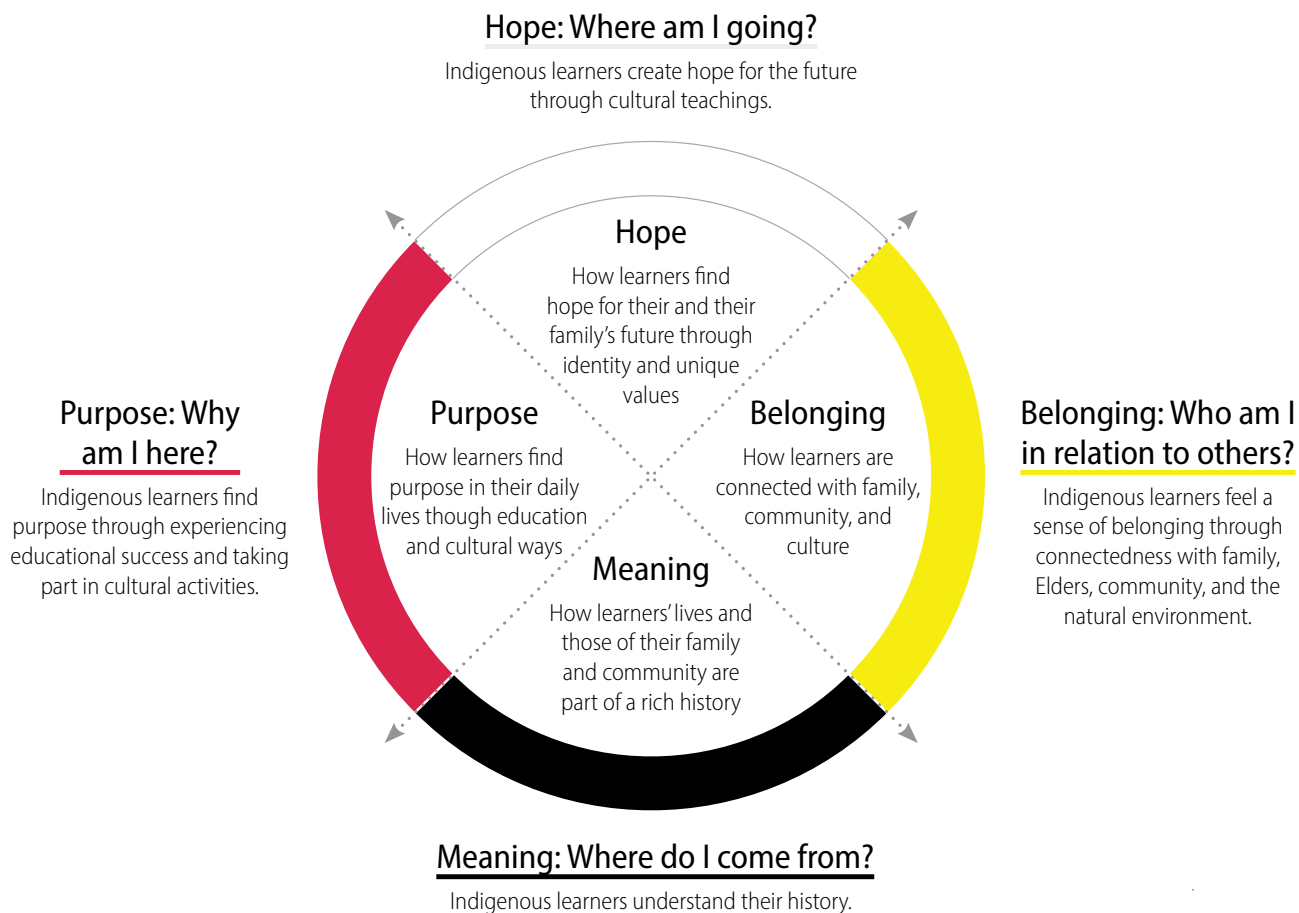 Hope: Where am I going?
Indigenous learners create hope for the future
through cultural teachings.
Hope
How learners find
hope for their and their
family’s future through
identity and unique
values
Purpose: Why
am I here?
Indigenous learners find
purpose through experiencing
educational success and taking
part in cultural activities.
Purpose
How learners find
purpose in their daily
lives though education
and cultural ways
Belonging
How learners are
connected with family,
community, and
culture
Belonging: Who am I
in relation to others?
Indigenous learners feel a
sense of belonging through
connectedness with family,
Elders, community, and the
natural environment.
Meaning
How learners’ lives and
those of their family
and community are
part of a rich history
Meaning: Where do I come from?
Indigenous learners understand their history.